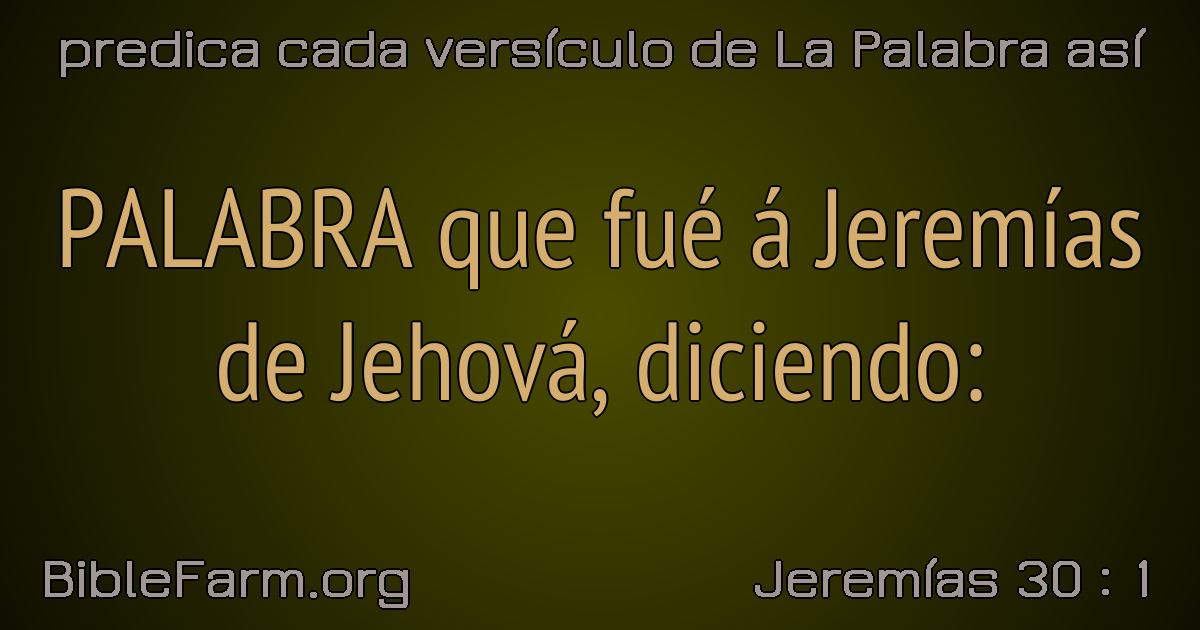 predica cada versículo de La Palabra así
PALABRA que fué á Jeremías
de Jehová, diciendo:
BibleFarm.org
Jeremías 30 : 1